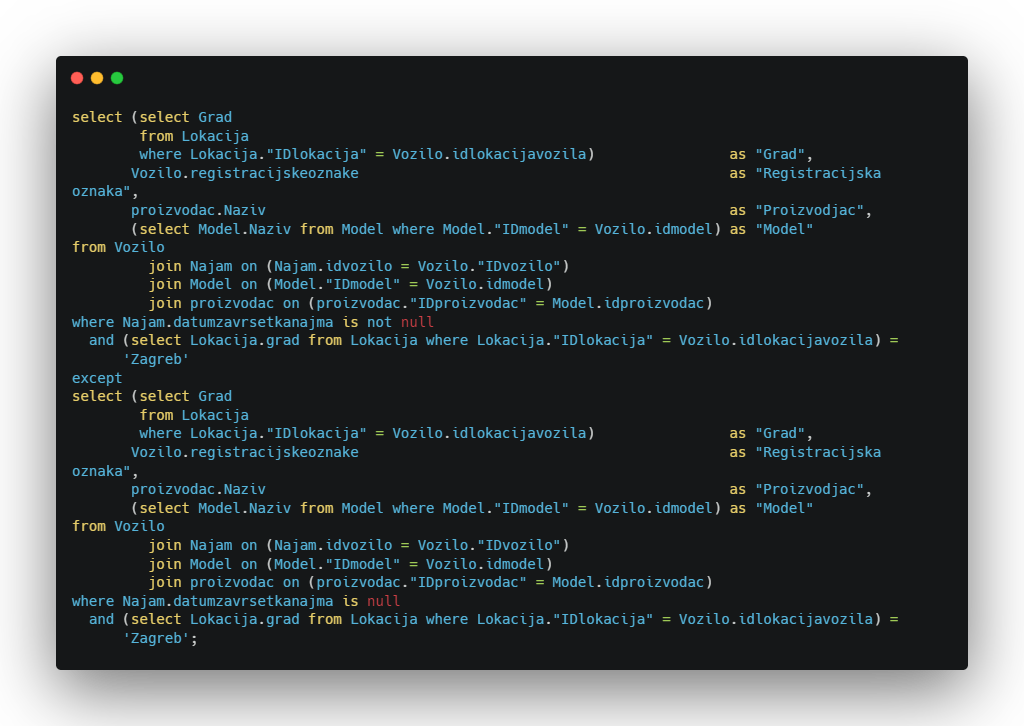 select (select Grad
        from Lokacija
        where Lokacija."IDlokacija" = Vozilo.idlokacijavozila)                as "Grad",
       Vozilo.registracijskeoznake                                            as "Registracijska
oznaka",
       proizvodac.Naziv                                                       as "Proizvodjac",
       (select Model.Naziv from Model where Model."IDmodel" = Vozilo.idmodel) as "Model"
from Vozilo
         join Najam on (Najam.idvozilo = Vozilo."IDvozilo")
         join Model on (Model."IDmodel" = Vozilo.idmodel)
         join proizvodac on (proizvodac."IDproizvodac" = Model.idproizvodac)
where Najam.datumzavrsetkanajma is not null
  and (select Lokacija.grad from Lokacija where Lokacija."IDlokacija" = Vozilo.idlokacijavozila) =
      'Zagreb'
except
select (select Grad
        from Lokacija
        where Lokacija."IDlokacija" = Vozilo.idlokacijavozila)                as "Grad",
       Vozilo.registracijskeoznake                                            as "Registracijska
oznaka",
       proizvodac.Naziv                                                       as "Proizvodjac",
       (select Model.Naziv from Model where Model."IDmodel" = Vozilo.idmodel) as "Model"
from Vozilo
         join Najam on (Najam.idvozilo = Vozilo."IDvozilo")
         join Model on (Model."IDmodel" = Vozilo.idmodel)
         join proizvodac on (proizvodac."IDproizvodac" = Model.idproizvodac)
where Najam.datumzavrsetkanajma is null
  and (select Lokacija.grad from Lokacija where Lokacija."IDlokacija" = Vozilo.idlokacijavozila) =
      'Zagreb';